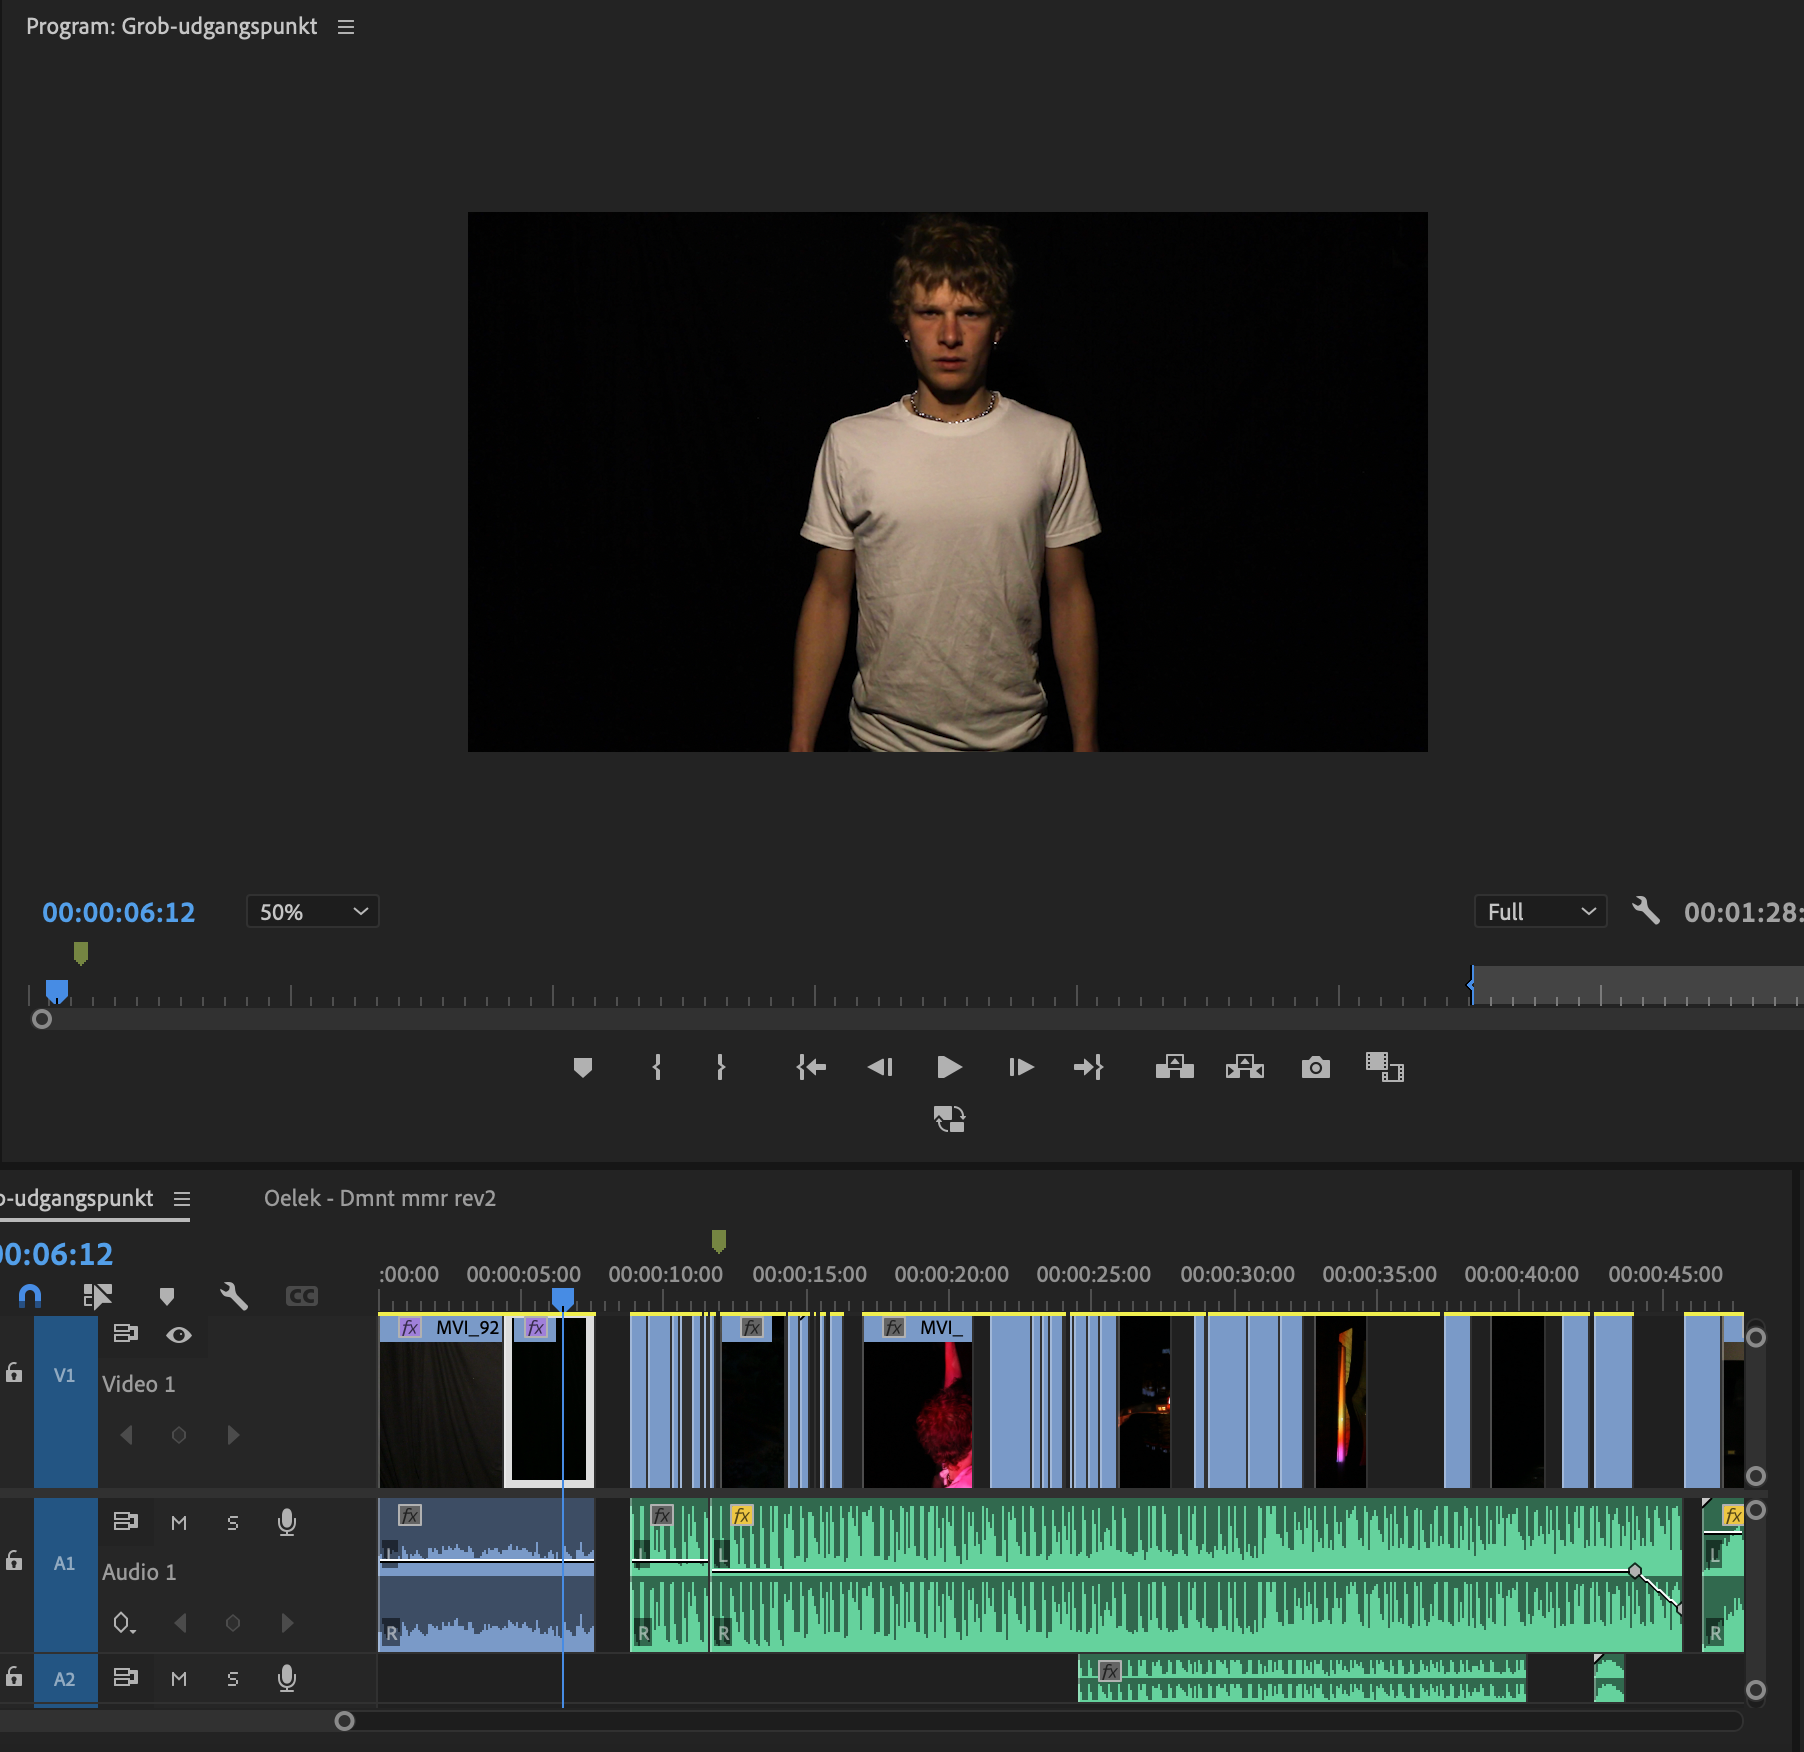 Program: Grob-udgangspunkt
00:00:06:12
50%
Full
00:01:28:
o-udgangspunkt
Oelek - Dmnt mmr rev2
00:06:12
:00:00 00:00:05:00 00:00:10:00 00:00:15:00 00:00:20:00 00:00:25:00 00:00:30:00 00:00:35:00 00:00:40:00 00:00:45:00
CC
fx MVI_92 fx fx fx MVI_
V1
Video 1
fx fx fx fx
M S
L L L L
A1
Audio 1
R R R R
A2 M S fx